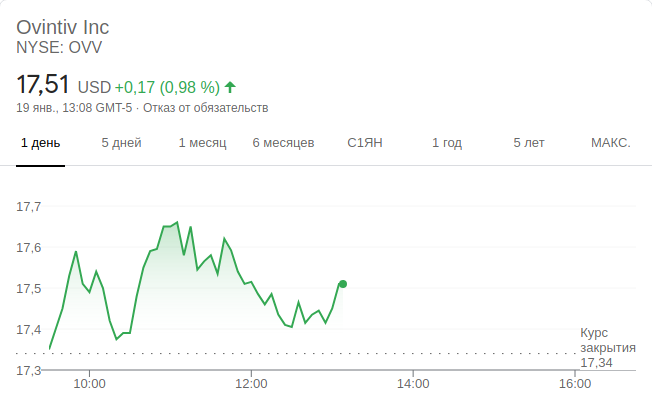 Ovintiv Inc
NYSE: OVV
17,51 USD +0,17 (0,98 %)
19 янв., 13:08 GMT-5 · Отказ от обязательств
1 день 5 дней 1 месяц 6 месяцев С1ЯН 1 год 5 лет МАКС.
17,7
17,6
17,5
17,4
17,3
Курс
закрытия
17,34
10:00 12:00 14:00 16:00